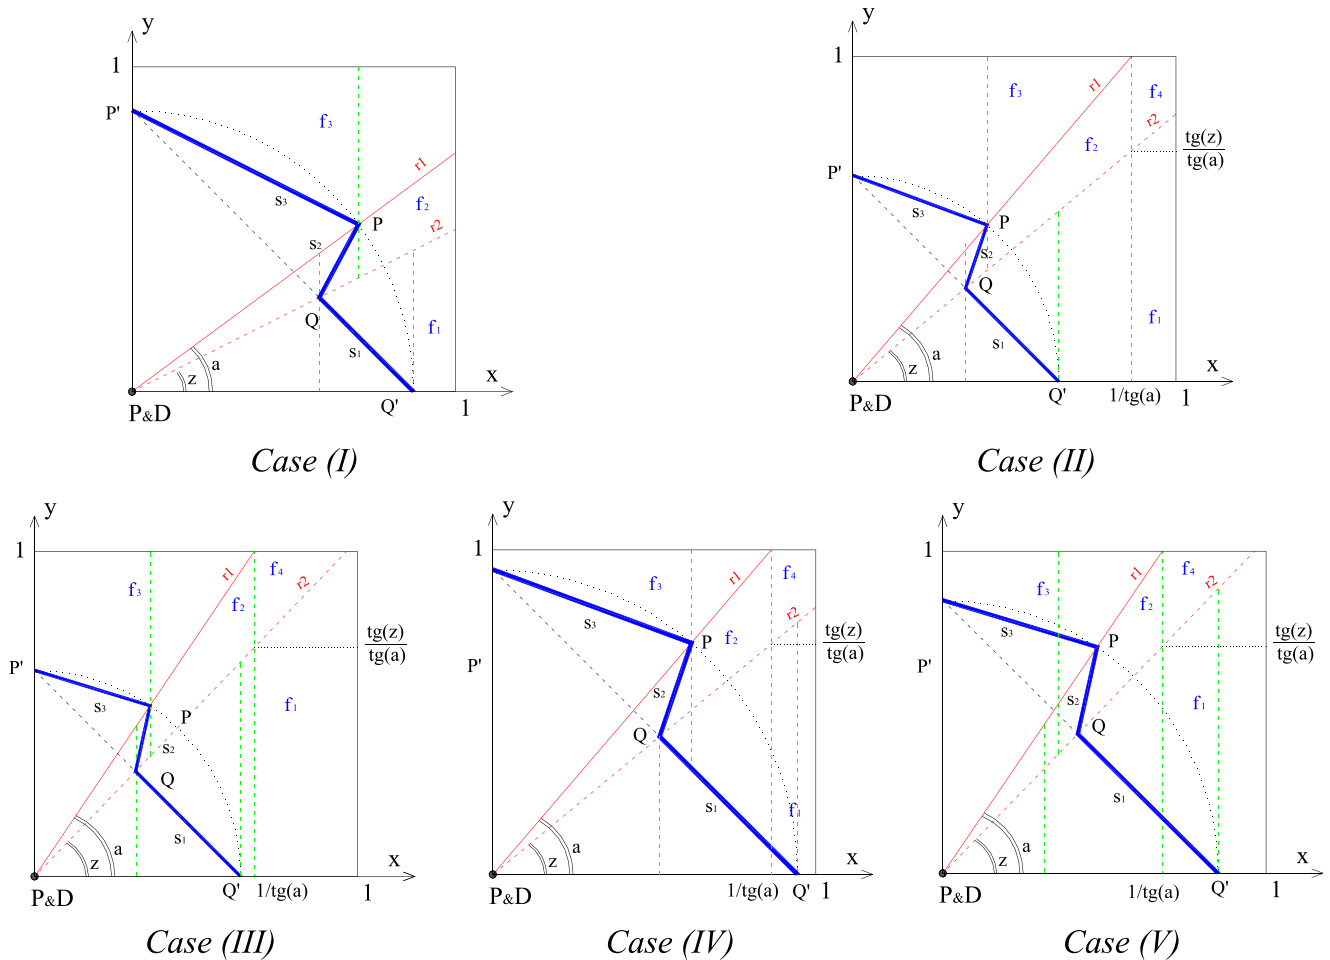 y
1
P'
f3
r1
s3
P
f2
s2
r2
Q
f1
s1
a
z
x
Q'
1
P&D
Case (I)
y
1
f3
r1
f4
r2
f2
tg(z)
tg(a)
P'
s3
P
s2
Q
f1
s1
a
z
x
Q'
1/tg(a)
1
P&D
Case (II)
y
1
f3
r1
f4
r2
f2
tg(z)
tg(a)
P'
s3
P
f1
s2
Q
s1
a
z
x
Q'
1/tg(a)
1
P&D
Case (III)
y
1
f3
r1
f4
r2
s3
P
f2
tg(z)
tg(a)
P'
s2
Q
s1
f1
a
z
x
1/tg(a)
Q'
1
P&D
Case (IV)
y
1
f3
r1
f4
r2
f2
s3
P
tg(z)
tg(a)
P'
s2
f1
Q
s1
a
z
x
1/tg(a)
Q'
1
P&D
Case (V)